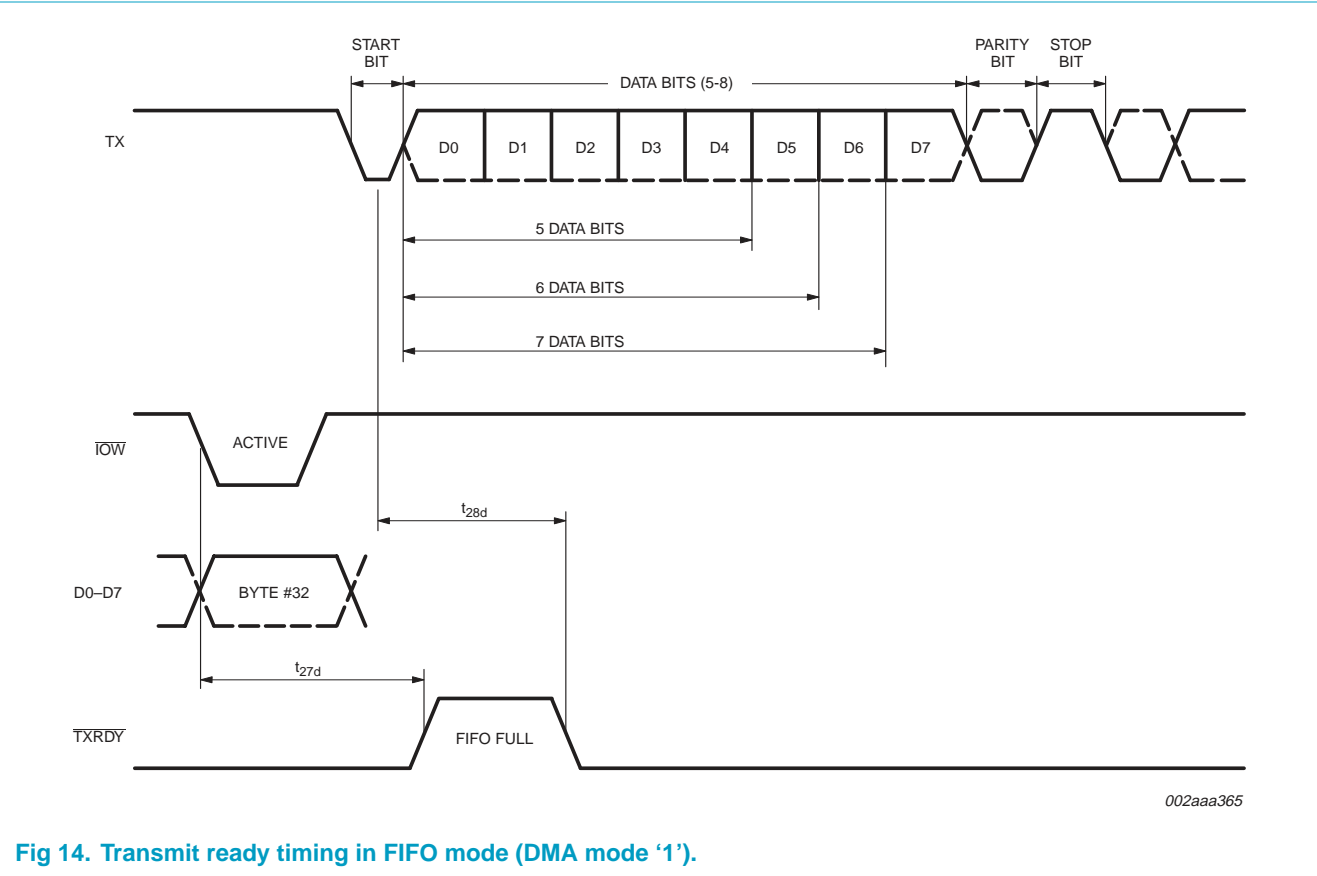 START
BIT
DATA BITS (5-8)
PARITY
BIT
STOP
BIT
TX
D0 D1 D2 D3 D4 D5 D6 D7
5 DATA BITS
6 DATA BITS
7 DATA BITS
IOW
ACTIVE
t28d
D0–D7
BYTE #32
t27d
TXRDY
FIFO FULL
002aaa365
Fig 14. Transmit ready timing in FIFO mode (DMA mode ‘1’).